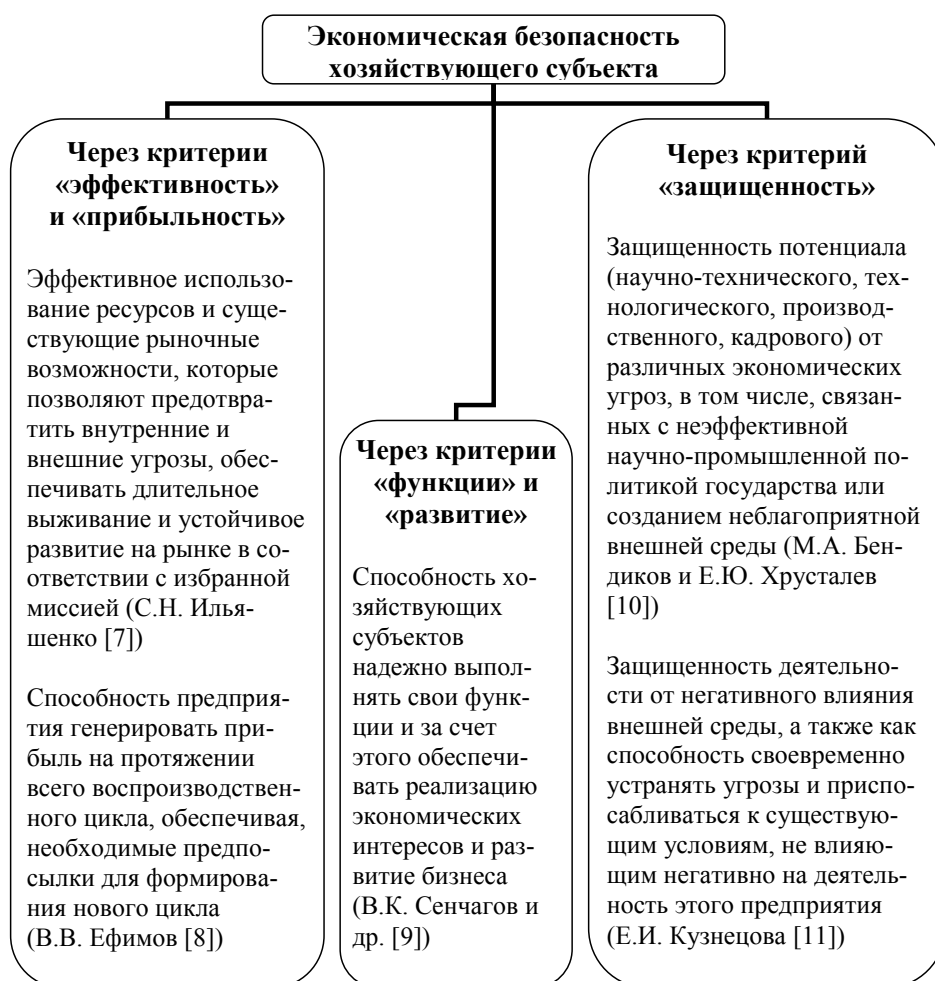 Экономическая безопасность
хозяйствующего субъекта
Через критерии
«эффективность»
и «прибыльность»
Эффективное использо-
вание ресурсов и суще-
ствующие рыночные
возможности, которые
позволяют предотвра-
тить внутренние и
внешние угрозы, обес-
печивать длительное
выживание и устойчивое
развитие на рынке в со-
ответствии с избранной
миссией (С.Н. Илья-
шенко [7])
Способность предприя-
тия генерировать при-
быль на протяжении
всего воспроизводствен-
ного цикла, обеспечивая,
необходимые предпо-
сылки для формирова-
ния нового цикла
(В.В. Ефимов [8])
Через критерии
«функции» и
«развитие»
Способность хо-
зяйствующих
субъектов
надежно выпол-
нять свои функ-
ции и за счет
этого обеспечи-
вать реализацию
экономических
интересов и раз-
витие бизнеса
(В.К. Сенчагов и
др. [9])
Через критерий
«защищенность»
Защищенность потенциала
(научно-технического, тех-
нологического, производ-
ственного, кадрового) от
различных экономических
угроз, в том числе, связан-
ных с неэффективной
научно-промышленной по-
литикой государства или
созданием неблагоприятной
внешней среды (М.А. Бен-
диков и Е.Ю. Хрусталев
[10])
Защищенность деятельно-
сти от негативного влияния
внешней среды, а также как
способность своевременно
устранять угрозы и приспо-
сабливаться к существую-
щим условиям, не влияю-
щим негативно на деятель-
ность этого предприятия
(Е.И. Кузнецова [11])